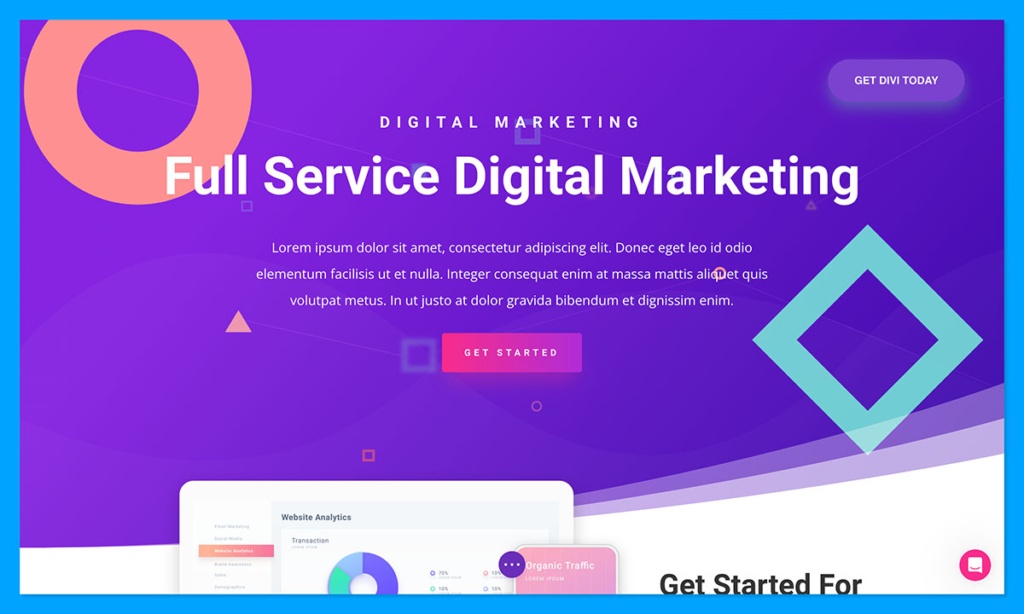 GET DIVI TODAY
DIGITAL MARKETING
Full Service Digital Marketing
Lorem ipsum dolor sit amet, consectetur adipiscing elit. Donec eget leo id odio
elementum facilisis ut et nulla. Integer consequat enim at massa mattis aliquet quis
volutpat metus. In ut justo at dolor gravida bibendum et dignissim enim.
GET STARTED
Website Analytics
Email Marketing
Social Media
Website Analytics
Brand Awareness
Sales
Demographics
Transaction
LOREM IPSUM
70%
10%
10%
10%
Organic Traffic
LOREM IPSUM
Get Started For